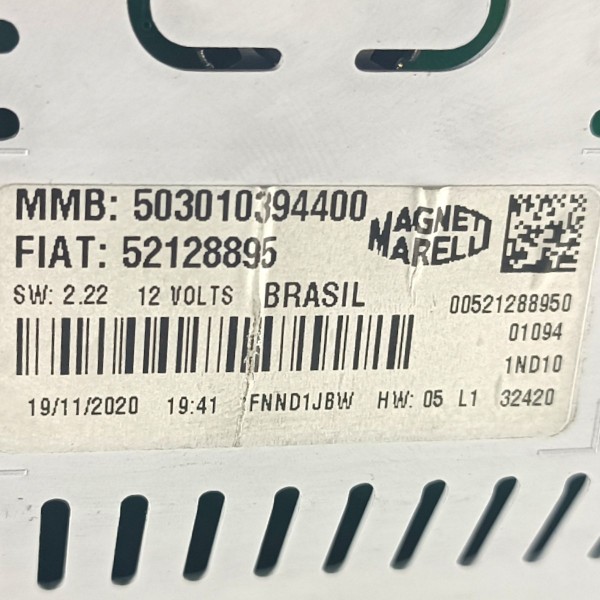 MMB: 503010394400
FIAT: 52128895
MAGNETI
MARELLI
SW: 2.22 12 VOLTS BRASIL
00521288950
01094
1ND10
19/11/2020 19:41 FNND1JBW HW: 05 L1 32420